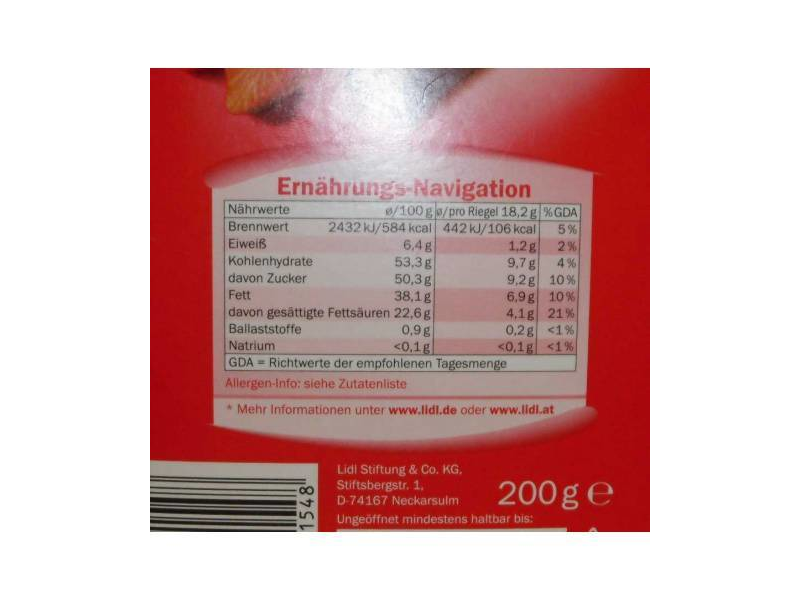 Ernährungs-Navigation
Nährwerte ø/100 g ø/pro Riegel 18,2 g %GDA
Brennwert 2432 kJ/584 kcal 442 kJ/106 kcal 5%
Eiweiß 6,4 g 1,2 g 2%
Kohlenhydrate 53,3 g 9,7 g 4%
davon Zucker 50,3 g 9,2 g 10%
Fett 38,1 g 6,9 g 10%
davon gesättigte Fettsäuren 22,6 g 4,1 g 21%
Ballaststoffe 0,9 g 0,2 g <1%
Natrium <0,1 g <0,1 g <1%
GDA = Richtwerte der empfohlenen Tagesmenge
Allergen-Info: siehe Zutatenliste
* Mehr Informationen unter www.lidl.de oder www.lidl.at
Lidl Stiftung & Co. KG,
Stiftsbergstr. 1,
D-74167 Neckarsulm
200 g e
Ungeöffnet mindestens haltbar bis:
1548